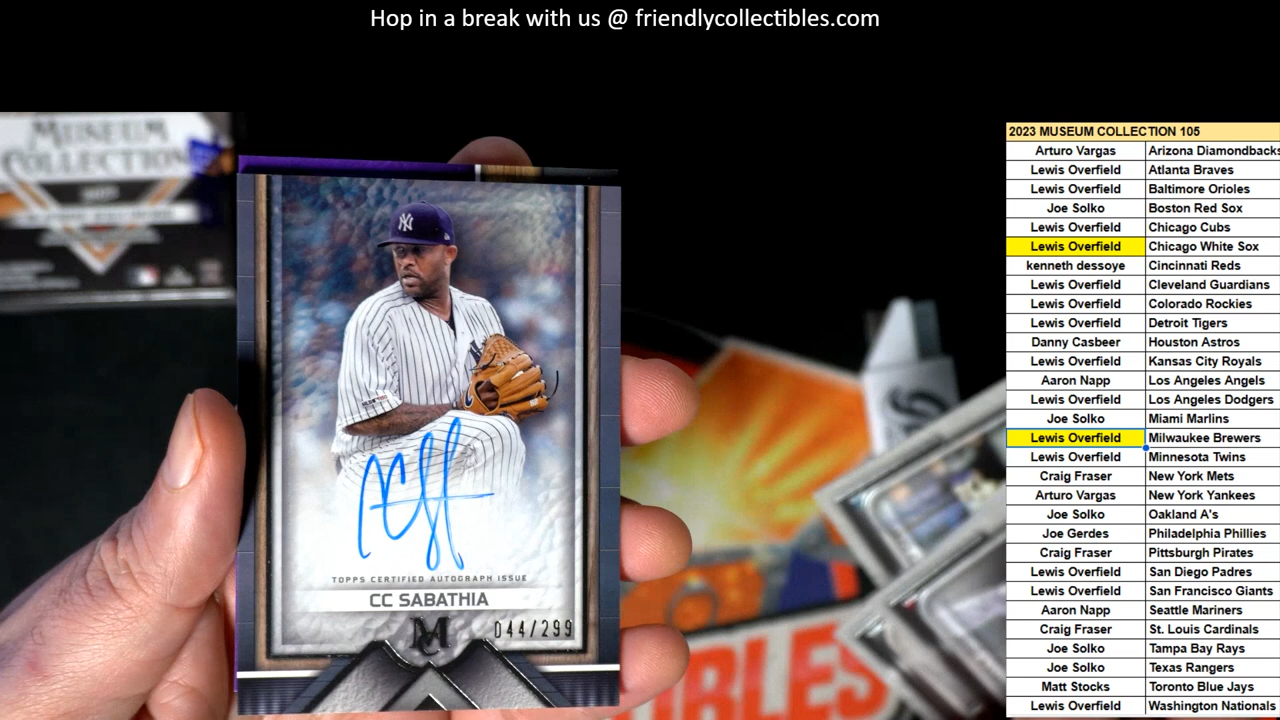 Hop in a break with us @ friendlycollectibles.com
MUSEUM
COLLECTION
NY
TOPPS CERTIFIED AUTOGRAPH ISSUE
CC SABATHIA
044/299
MC
2023 MUSEUM COLLECTION 105
Arturo Vargas Arizona Diamondbacks
Lewis Overfield Atlanta Braves
Lewis Overfield Baltimore Orioles
Joe Solko Boston Red Sox
Lewis Overfield Chicago Cubs
Lewis Overfield Chicago White Sox
kenneth dessoye Cincinnati Reds
Lewis Overfield Cleveland Guardians
Lewis Overfield Colorado Rockies
Lewis Overfield Detroit Tigers
Danny Casbeer Houston Astros
Lewis Overfield Kansas City Royals
Aaron Napp Los Angeles Angels
Lewis Overfield Los Angeles Dodgers
Joe Solko Miami Marlins
Lewis Overfield Milwaukee Brewers
Lewis Overfield Minnesota Twins
Craig Fraser New York Mets
Arturo Vargas New York Yankees
Joe Solko Oakland A's
Joe Gerdes Philadelphia Phillies
Craig Fraser Pittsburgh Pirates
Lewis Overfield San Diego Padres
Lewis Overfield San Francisco Giants
Aaron Napp Seattle Mariners
Craig Fraser St. Louis Cardinals
Joe Solko Tampa Bay Rays
Joe Solko Texas Rangers
Matt Stocks Toronto Blue Jays
Lewis Overfield Washington Nationals